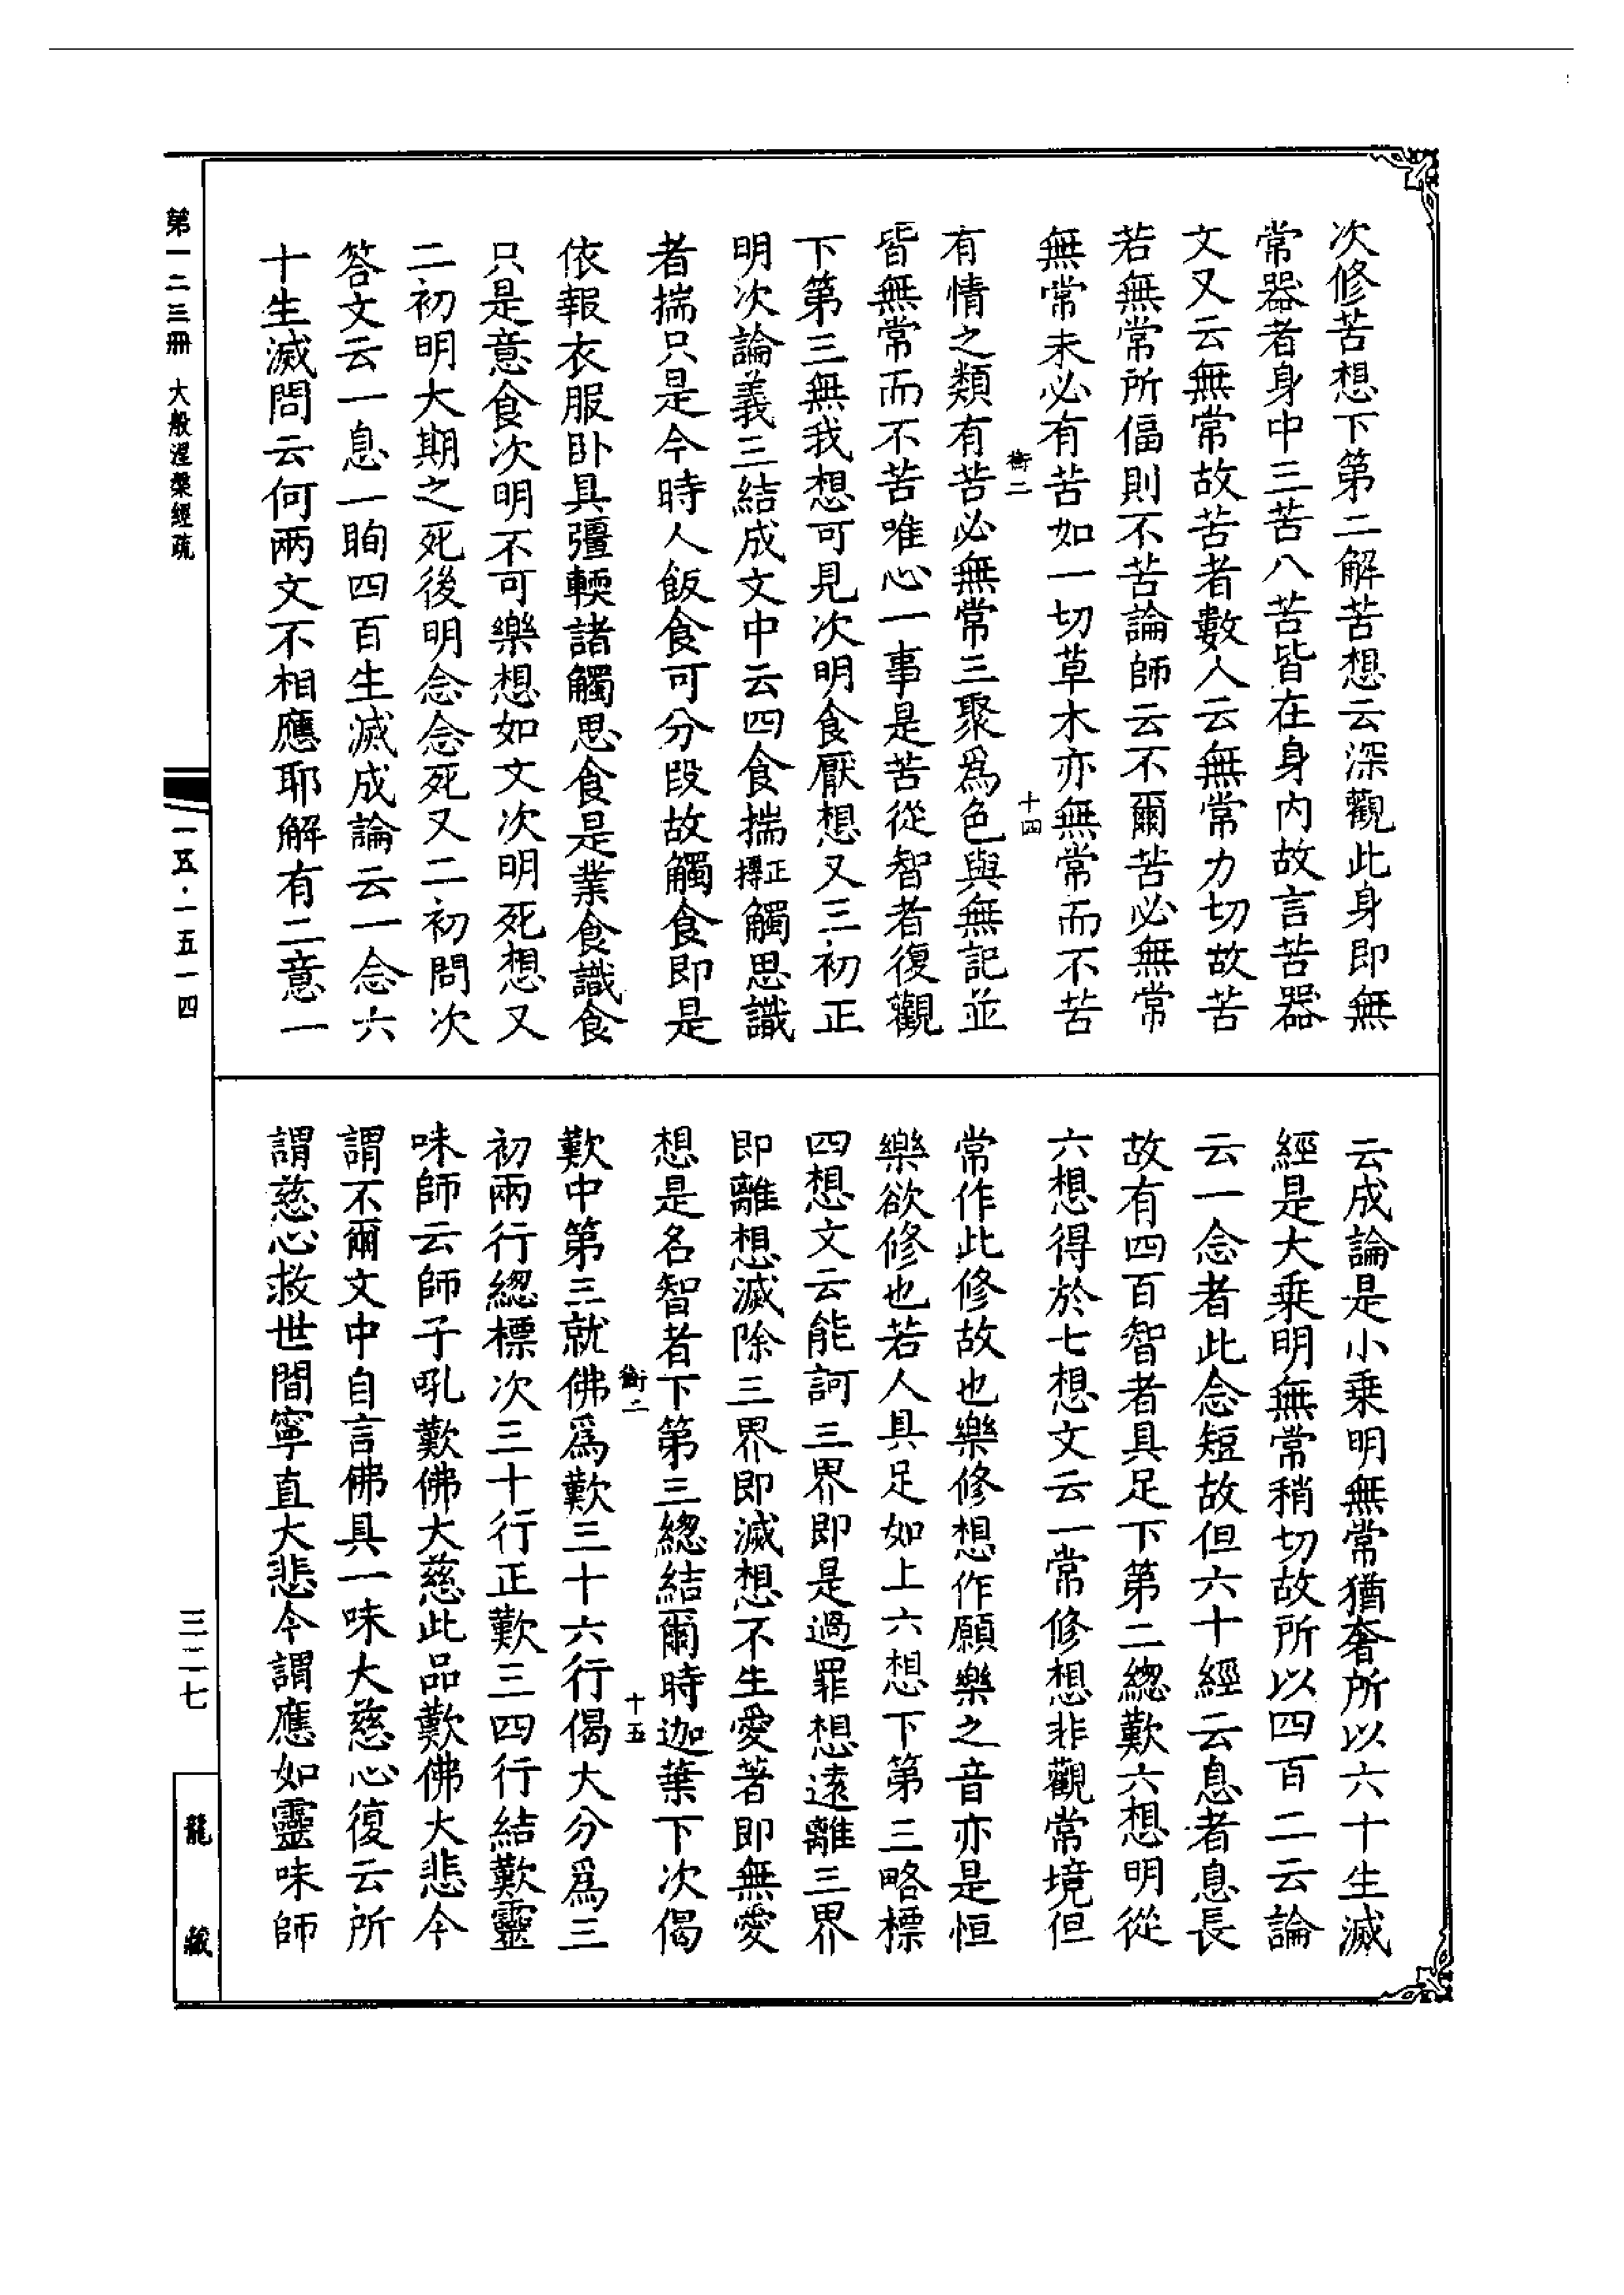 次修苦想下第二解苦想云深觀此身即無
常器者身中三苦八苦皆在身內故言苦器
文又云無常故苦者數人云無常力切故苦
若無常所偪則不苦論師云不爾苦必無常
無常未必有苦如一切草木亦無常而不苦
衡二 十四
有情之類有苦必無常三聚爲色與無記並
皆無常而不苦唯心一事是苦從智者復觀
下第三無我想可見次明食厭想又三初正
明次論義三結成文中云四食揣正摶觸思識
者揣只是今時人飯食可分段故觸食即是
依報衣服卧具彊輭諸觸思食是業食識食
只是意食次明不可樂想如文次明死想又
二初明大期之死後明念念死又二初問次
答文云一息一眴四百生滅成論云一念六
十生滅問云何兩文不相應耶解有二意一
云成論是小乗明無常猶奢所以六十生滅
經是大乗明無常稍切故所以四百二云論
云一念者此念短故但六十經云息者息長
故有四百智者具足下第二總歎六想明從
六想得於七想文云一常修想非觀常境但
常作此修故也樂修想作願樂之音亦是恒
樂欲修也若人具足如上六想下第三略標
四想文云能訶三界即是過罪想遠離三界
即離想滅除三界即滅想不生愛著即無愛
想是名智者下第三總結爾時迦葉下次偈
衡二 十五
歎中第三就佛爲歎三十六行偈大分爲三
初兩行總標次三十行正歎三四行結歎靈
味師云師子吼歎佛大慈此品歎佛大悲今
謂不爾文中自言佛具一味大慈心復云所
謂慈心救世間寧直大悲今謂應如靈味師
第一二三冊 大般涅槃經疏
一五·一五一四
三二七
龍藏